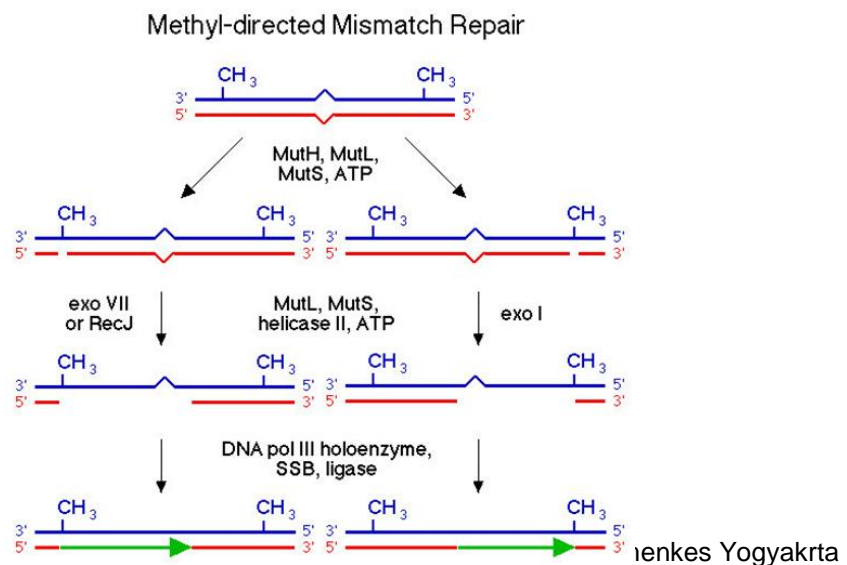 Methyl-directed Mismatch Repair
CH3 CH3
3' 5'
5' 3'
MutH, MutL,
MutS, ATP
CH3 CH3 CH3 CH3
3' 5' 3' 5'
5' 3' 5' 3'
exo VII
or RecJ
MutL, MutS,
helicase II, ATP
exo I
CH3 CH3 CH3 CH3
3' 5' 3' 5'
5' 3' 5' 3'
DNA pol III holoenzyme,
SSB, ligase
CH3 CH3 CH3 CH3
3' 5' 3' 5'
5' 3' 5' 3'
Yogyakrta